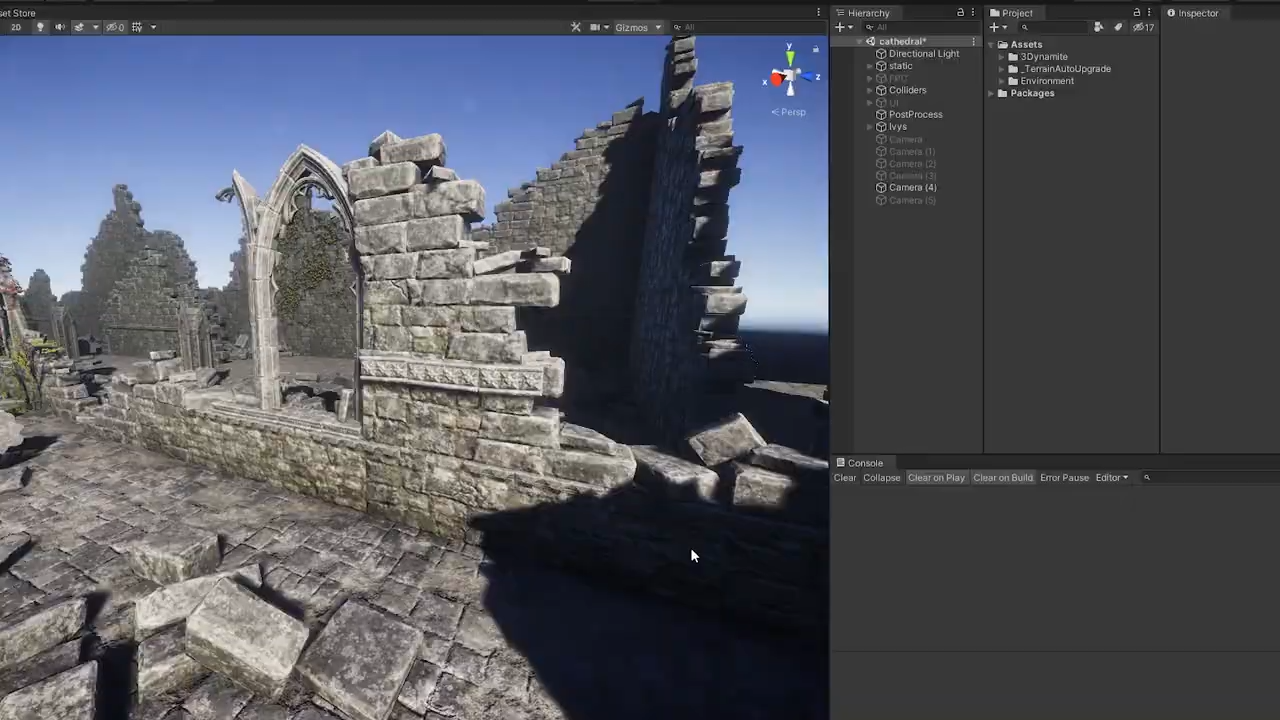 set Store
2D
0
Gizmos
All
y
x
z
Persp
Hierarchy
All
cathedral*
Directional Light
static
Colliders
UI
PostProcess
Ivys
Camera
Camera (1)
Camera (2)
Camera (3)
Camera (4)
Camera (5)
Project
17
Assets
3Dynamite
_TerrainAutoUpgrade
Environment
Packages
Inspector
Console
Clear
Collapse
Clear on Play
Clear on Build
Error Pause
Editor